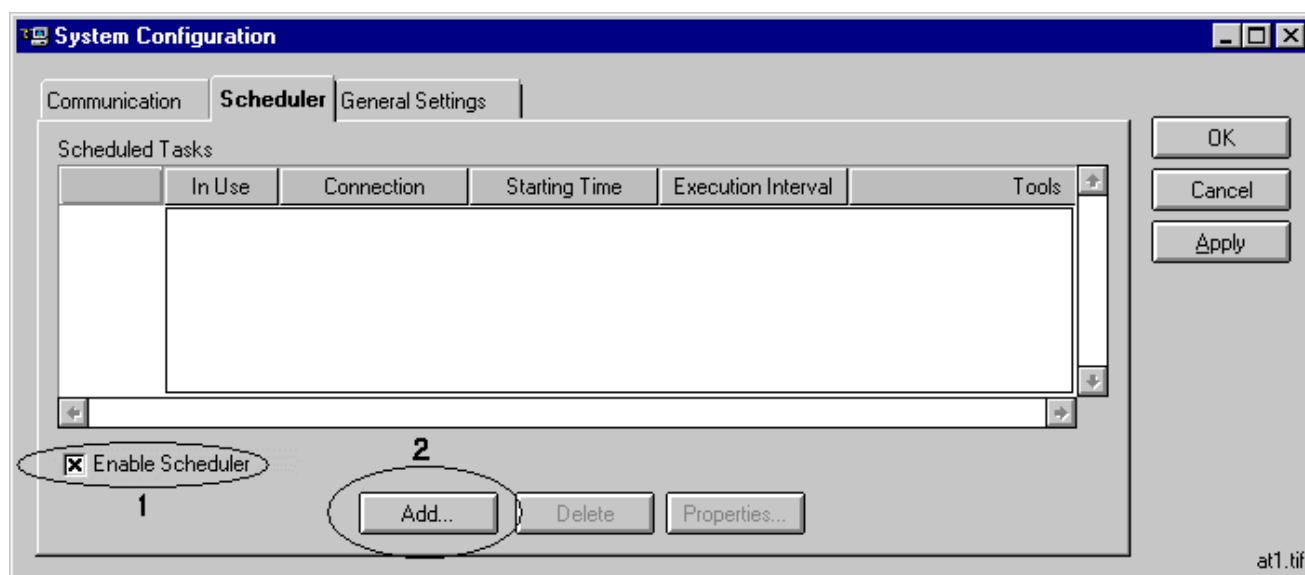 System Configuration
Communication
Scheduler
General Settings
Scheduled Tasks
In Use
Connection
Starting Time
Execution Interval
Tools
OK
Cancel
Apply
Enable Scheduler
1
2
Add...
Delete
Properties...
at1.tif